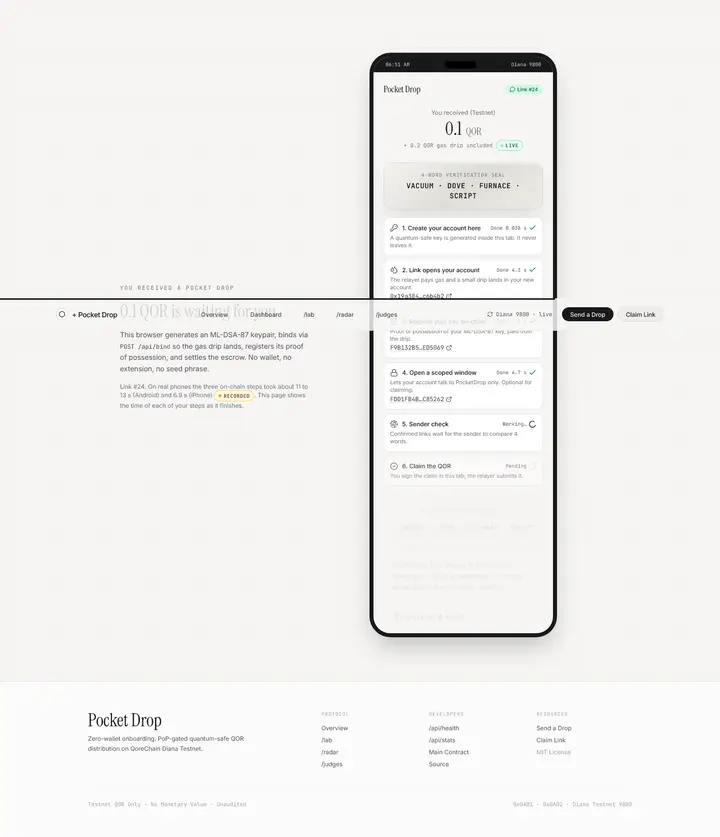 06:51 AM
Diana 9800
Pocket Drop
Link #24
You received (Testnet)
0.1 QOR
+ 0.2 QOR gas drip included
LIVE
4-WORD VERIFICATION SEAL
VACUUM · DOVE · FURNACE ·
SCRIPT
1. Create your account here
Done 0.038 s
A quantum-safe key is generated inside this tab. It never
leaves it.
2. Link opens your account
Done 4.3 s
The relayer pays gas and a small drip lands in your new
account.
0x19a384…c6b4b2
YOU RECEIVED A POCKET DROP
0.1 QOR is waiting for you
+ Pocket Drop
Overview
Dashboard
/lab
/radar
/judges
Diana 9800 · live
Send a Drop
Claim Link
Proof of possession of your ML-DSA-87 key, paid from
the drip.
F9B132B5…ED5069
This browser generates an ML-DSA-87 keypair, binds via
POST /api/bind so the gas drip lands, registers its proof
of possession, and settles the escrow. No wallet, no
extension, no seed phrase.
Link #24. On real phones the three on-chain steps took about 11 to
13 s (Android) and 6.9 s (iPhone) RECORDED. This page shows
the time of each of your steps as it finishes.
4. Open a scoped window
Done 4.7 s
Lets your account talk to PocketDrop only. Optional for
claiming.
FDD1FB4B…C85262
5. Sender check
Working…
Confirmed links wait for the sender to compare 4
words.
6. Claim the QOR
Pending
You sign the claim in this tab; the relayer submits it.
Pocket Drop
Zero-wallet onboarding. PoP-gated quantum-safe QOR
distribution on QoreChain Diana Testnet.
PROTOCOL
Overview
/lab
/radar
/judges
DEVELOPERS
/api/health
/api/stats
Main Contract
Source
RESOURCES
Send a Drop
Claim Link
MIT License
Testnet QOR Only · No Monetary Value · Unaudited
0x0AB1 · 0x0AD2 · Diana Testnet 9800